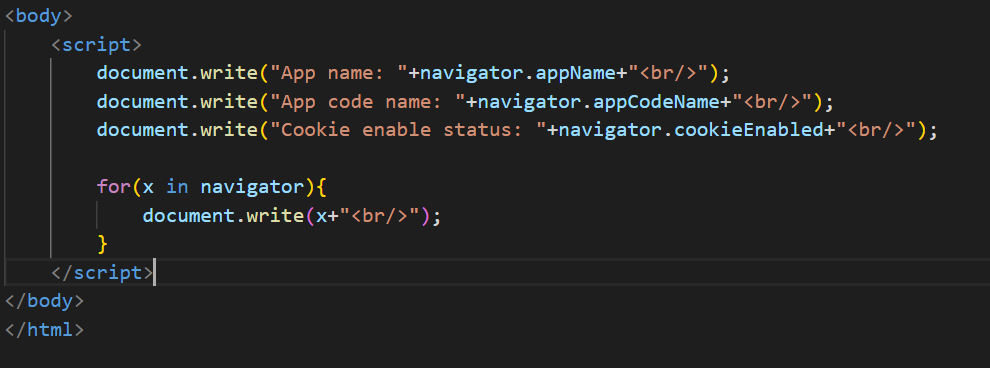 <body>
    <script>
        document.write("App name: "+navigator.appName+"<br/>");
        document.write("App code name: "+navigator.appCodeName+"<br/>");
        document.write("Cookie enable status: "+navigator.cookieEnabled+"<br/>");

        for(x in navigator){
            document.write(x+"<br/>");
        }
    </script>
</body>
</html>